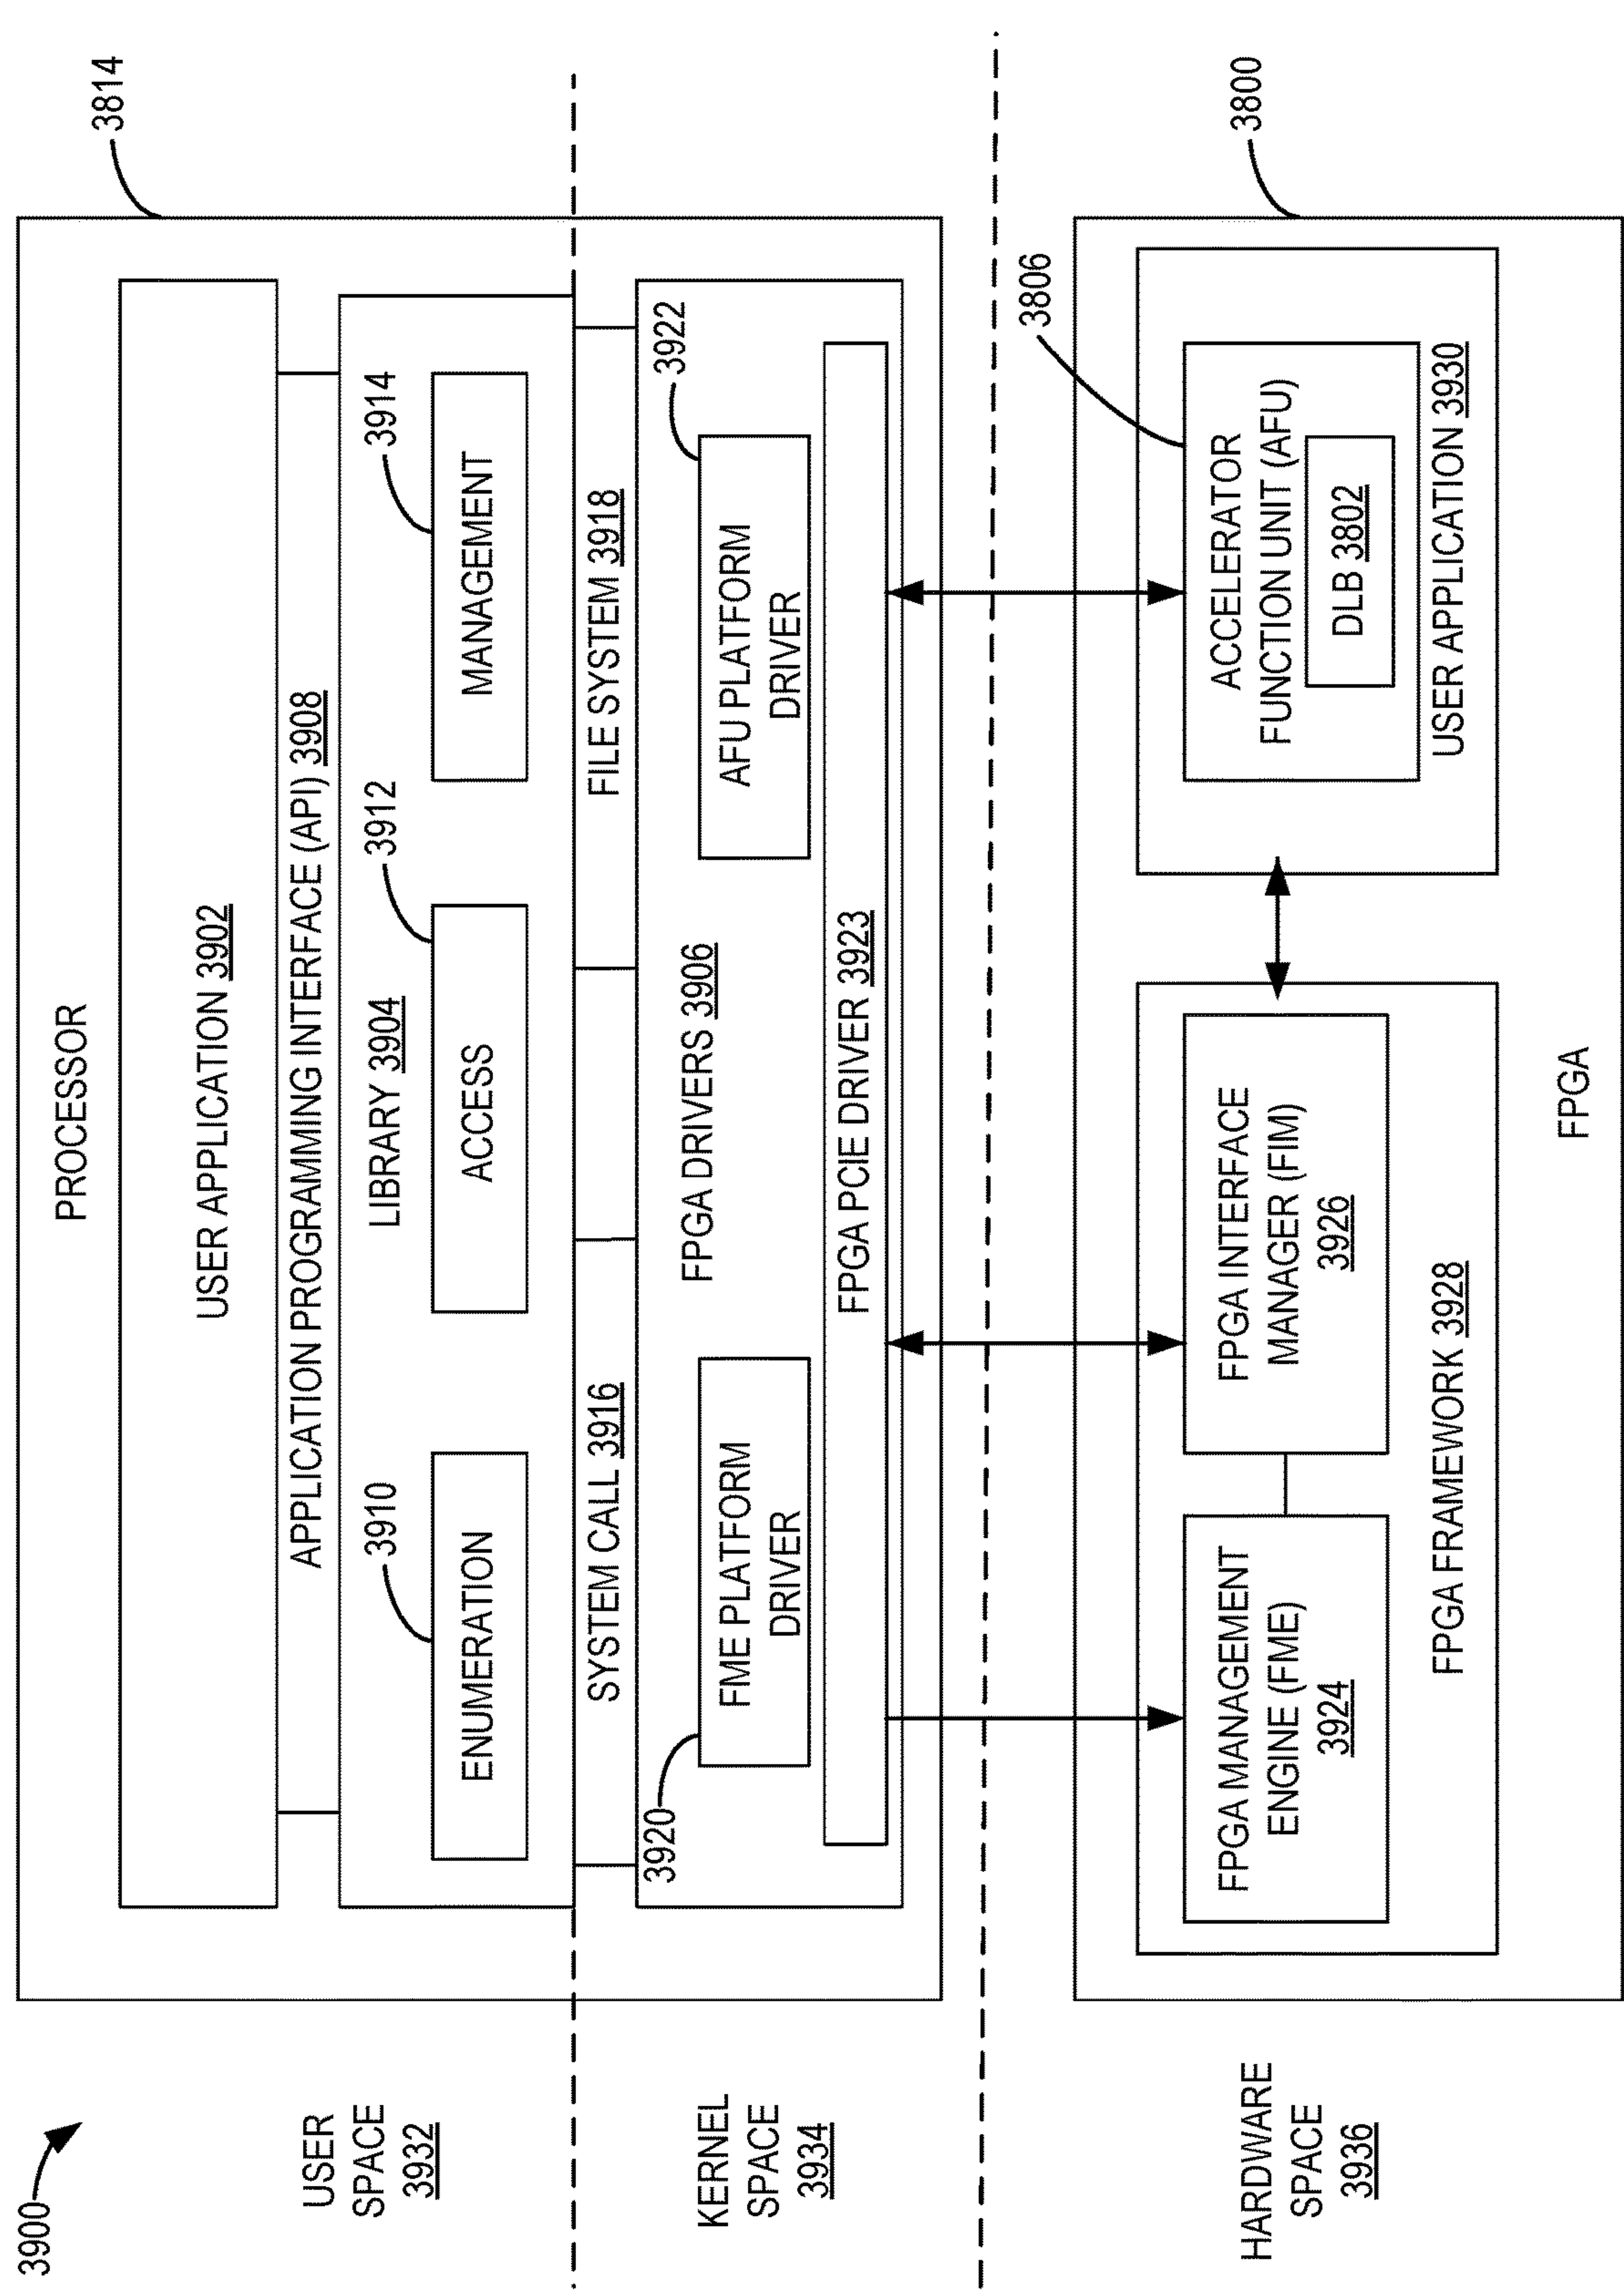 3900
3814
PROCESSOR
USER APPLICATION 3902
APPLICATION PROGRAMMING INTERFACE (API) 3908
USER
SPACE
3932
LIBRARY 3904
3910
3912
3914
ENUMERATION
ACCESS
MANAGEMENT
SYSTEM CALL 3916
FILE SYSTEM 3918
KERNEL
SPACE
3934
3920
FPGA DRIVERS 3906
3922
FME PLATFORM
DRIVER
AFU PLATFORM
DRIVER
FPGA PCIE DRIVER 3923
3806
3800
HARDWARE
SPACE
3936
FPGA MANAGEMENT
ENGINE (FME)
3924
FPGA INTERFACE
MANAGER (FIM)
3926
ACCELERATOR
FUNCTION UNIT (AFU)
DLB 3802
FPGA FRAMEWORK 3928
USER APPLICATION 3930
FPGA